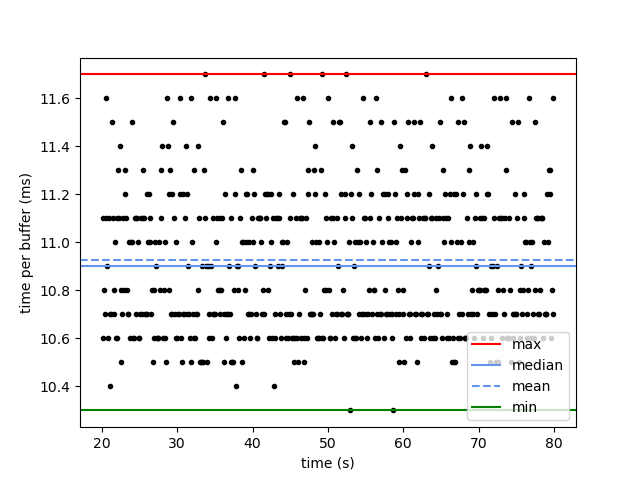 time per buffer (ms)
11.6
11.4
11.2
11.0
10.8
10.6
10.4
max
median
mean
min
20 30 40 50 60 70 80
time (s)